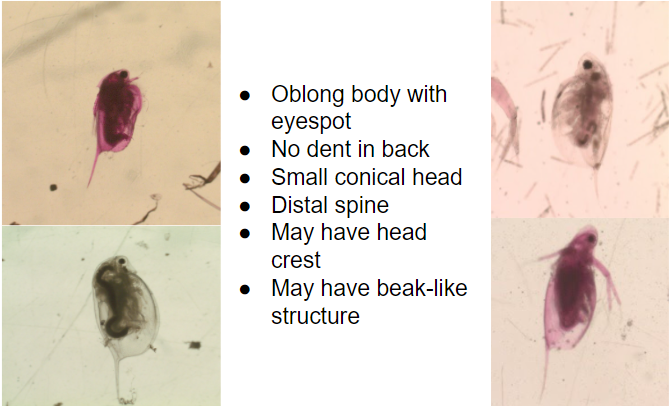 ● Oblong body with
eyespot
● No dent in back
● Small conical head
● Distal spine
● May have head
crest
● May have beak-like
structure